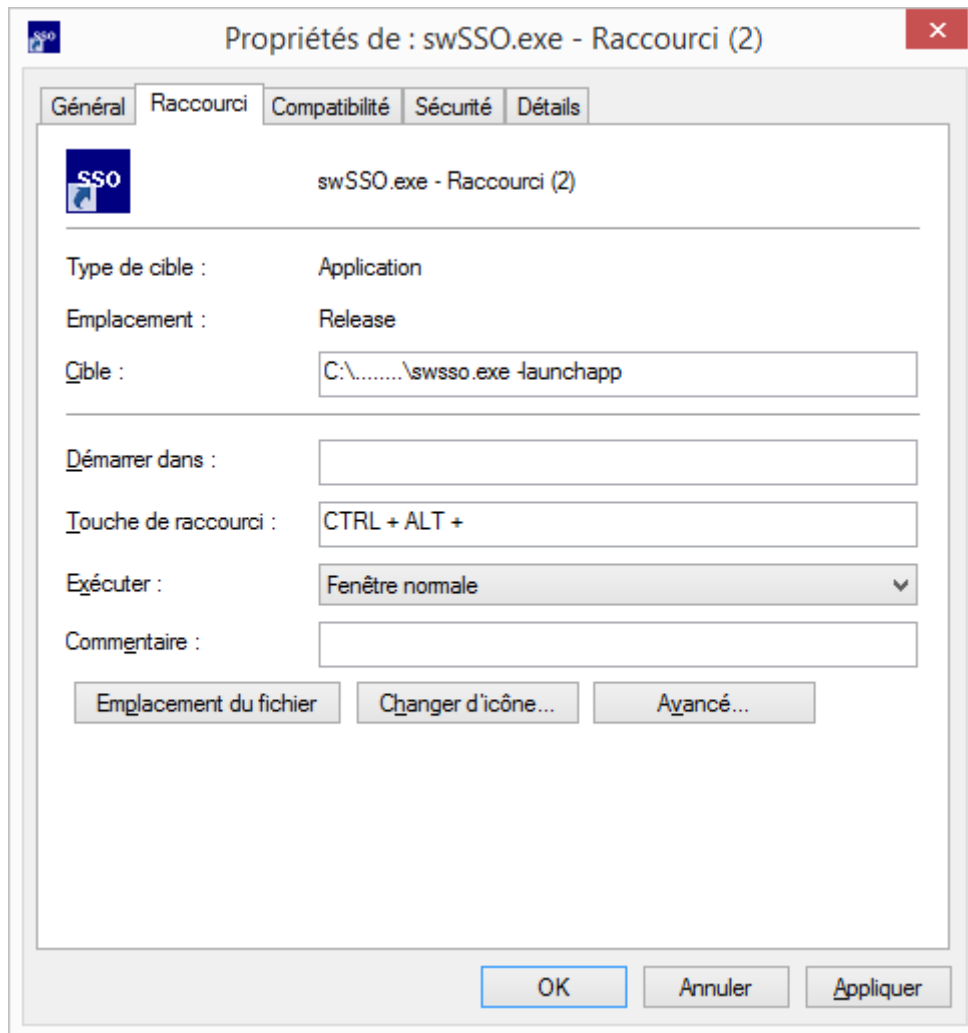 sso
Propriétés de : swSSO.exe - Raccourci (2)
Général Raccourci Compatibilité Sécurité Détails
sso swSSO.exe - Raccourci (2)
Type de cible : Application
Emplacement : Release
Cible : C:\........\swsso.exe -launchapp
Démarrer dans :
Touche de raccourci : CTRL + ALT +
Exécuter : Fenêtre normale
Commentaire :
Emplacement du fichier Changer d'icône... Avancé...
OK Annuler Appliquer